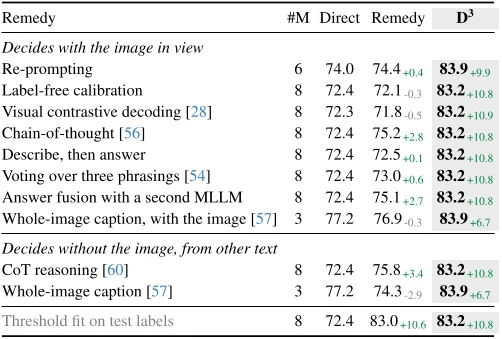 Remedy #M Direct Remedy D³
Decides with the image in view
Re-prompting 6 74.0 74.4 +0.4 83.9 +9.9
Label-free calibration 8 72.4 72.1 -0.3 83.2 +10.8
Visual contrastive decoding [28] 8 72.3 71.8 -0.5 83.2 +10.9
Chain-of-thought [56] 8 72.4 75.2 +2.8 83.2 +10.8
Describe, then answer 8 72.4 72.5 +0.1 83.2 +10.8
Voting over three phrasings [54] 8 72.4 73.0 +0.6 83.2 +10.8
Answer fusion with a second MLLM 8 72.4 75.1 +2.7 83.2 +10.8
Whole-image caption, with the image [57] 3 77.2 76.9 -0.3 83.9 +6.7
Decides without the image, from other text
CoT reasoning [60] 8 72.4 75.8 +3.4 83.2 +10.8
Whole-image caption [57] 3 77.2 74.3 -2.9 83.9 +6.7
Threshold fit on test labels 8 72.4 83.0 +10.6 83.2 +10.8